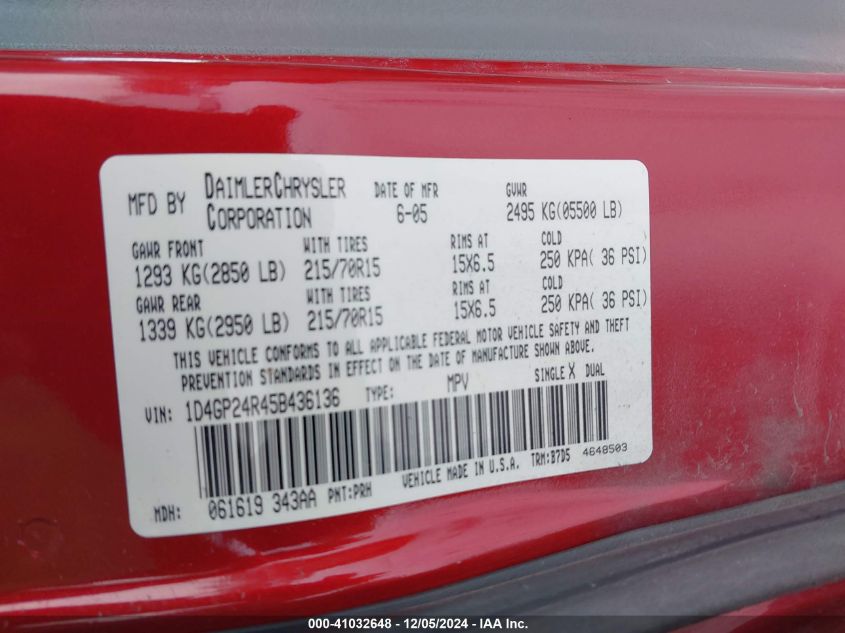 MFD BY DAIMLERCHRYSLER CORPORATION DATE OF MFR 6-05 GVWR 2495 KG(05500 LB)
GAWR FRONT WITH TIRES RIMS AT COLD
1293 KG(2850 LB) 215/70R15 15X6.5 250 KPA( 36 PSI)
GAWR REAR WITH TIRES RIMS AT COLD
1339 KG(2950 LB) 215/70R15 15X6.5 250 KPA( 36 PSI)
THIS VEHICLE CONFORMS TO ALL APPLICABLE FEDERAL MOTOR VEHICLE SAFETY AND THEFT
PREVENTION STANDARDS IN EFFECT ON THE DATE OF MANUFACTURE SHOWN ABOVE.
VIN: 1D4GP24R45B436136 TYPE: MPV SINGLE X DUAL
MDH: 061619 343AA PNT:PRH VEHICLE MADE IN U.S.A. TRM:B7D5 4648503
000-41032648 - 12/05/2024 - IAA Inc.